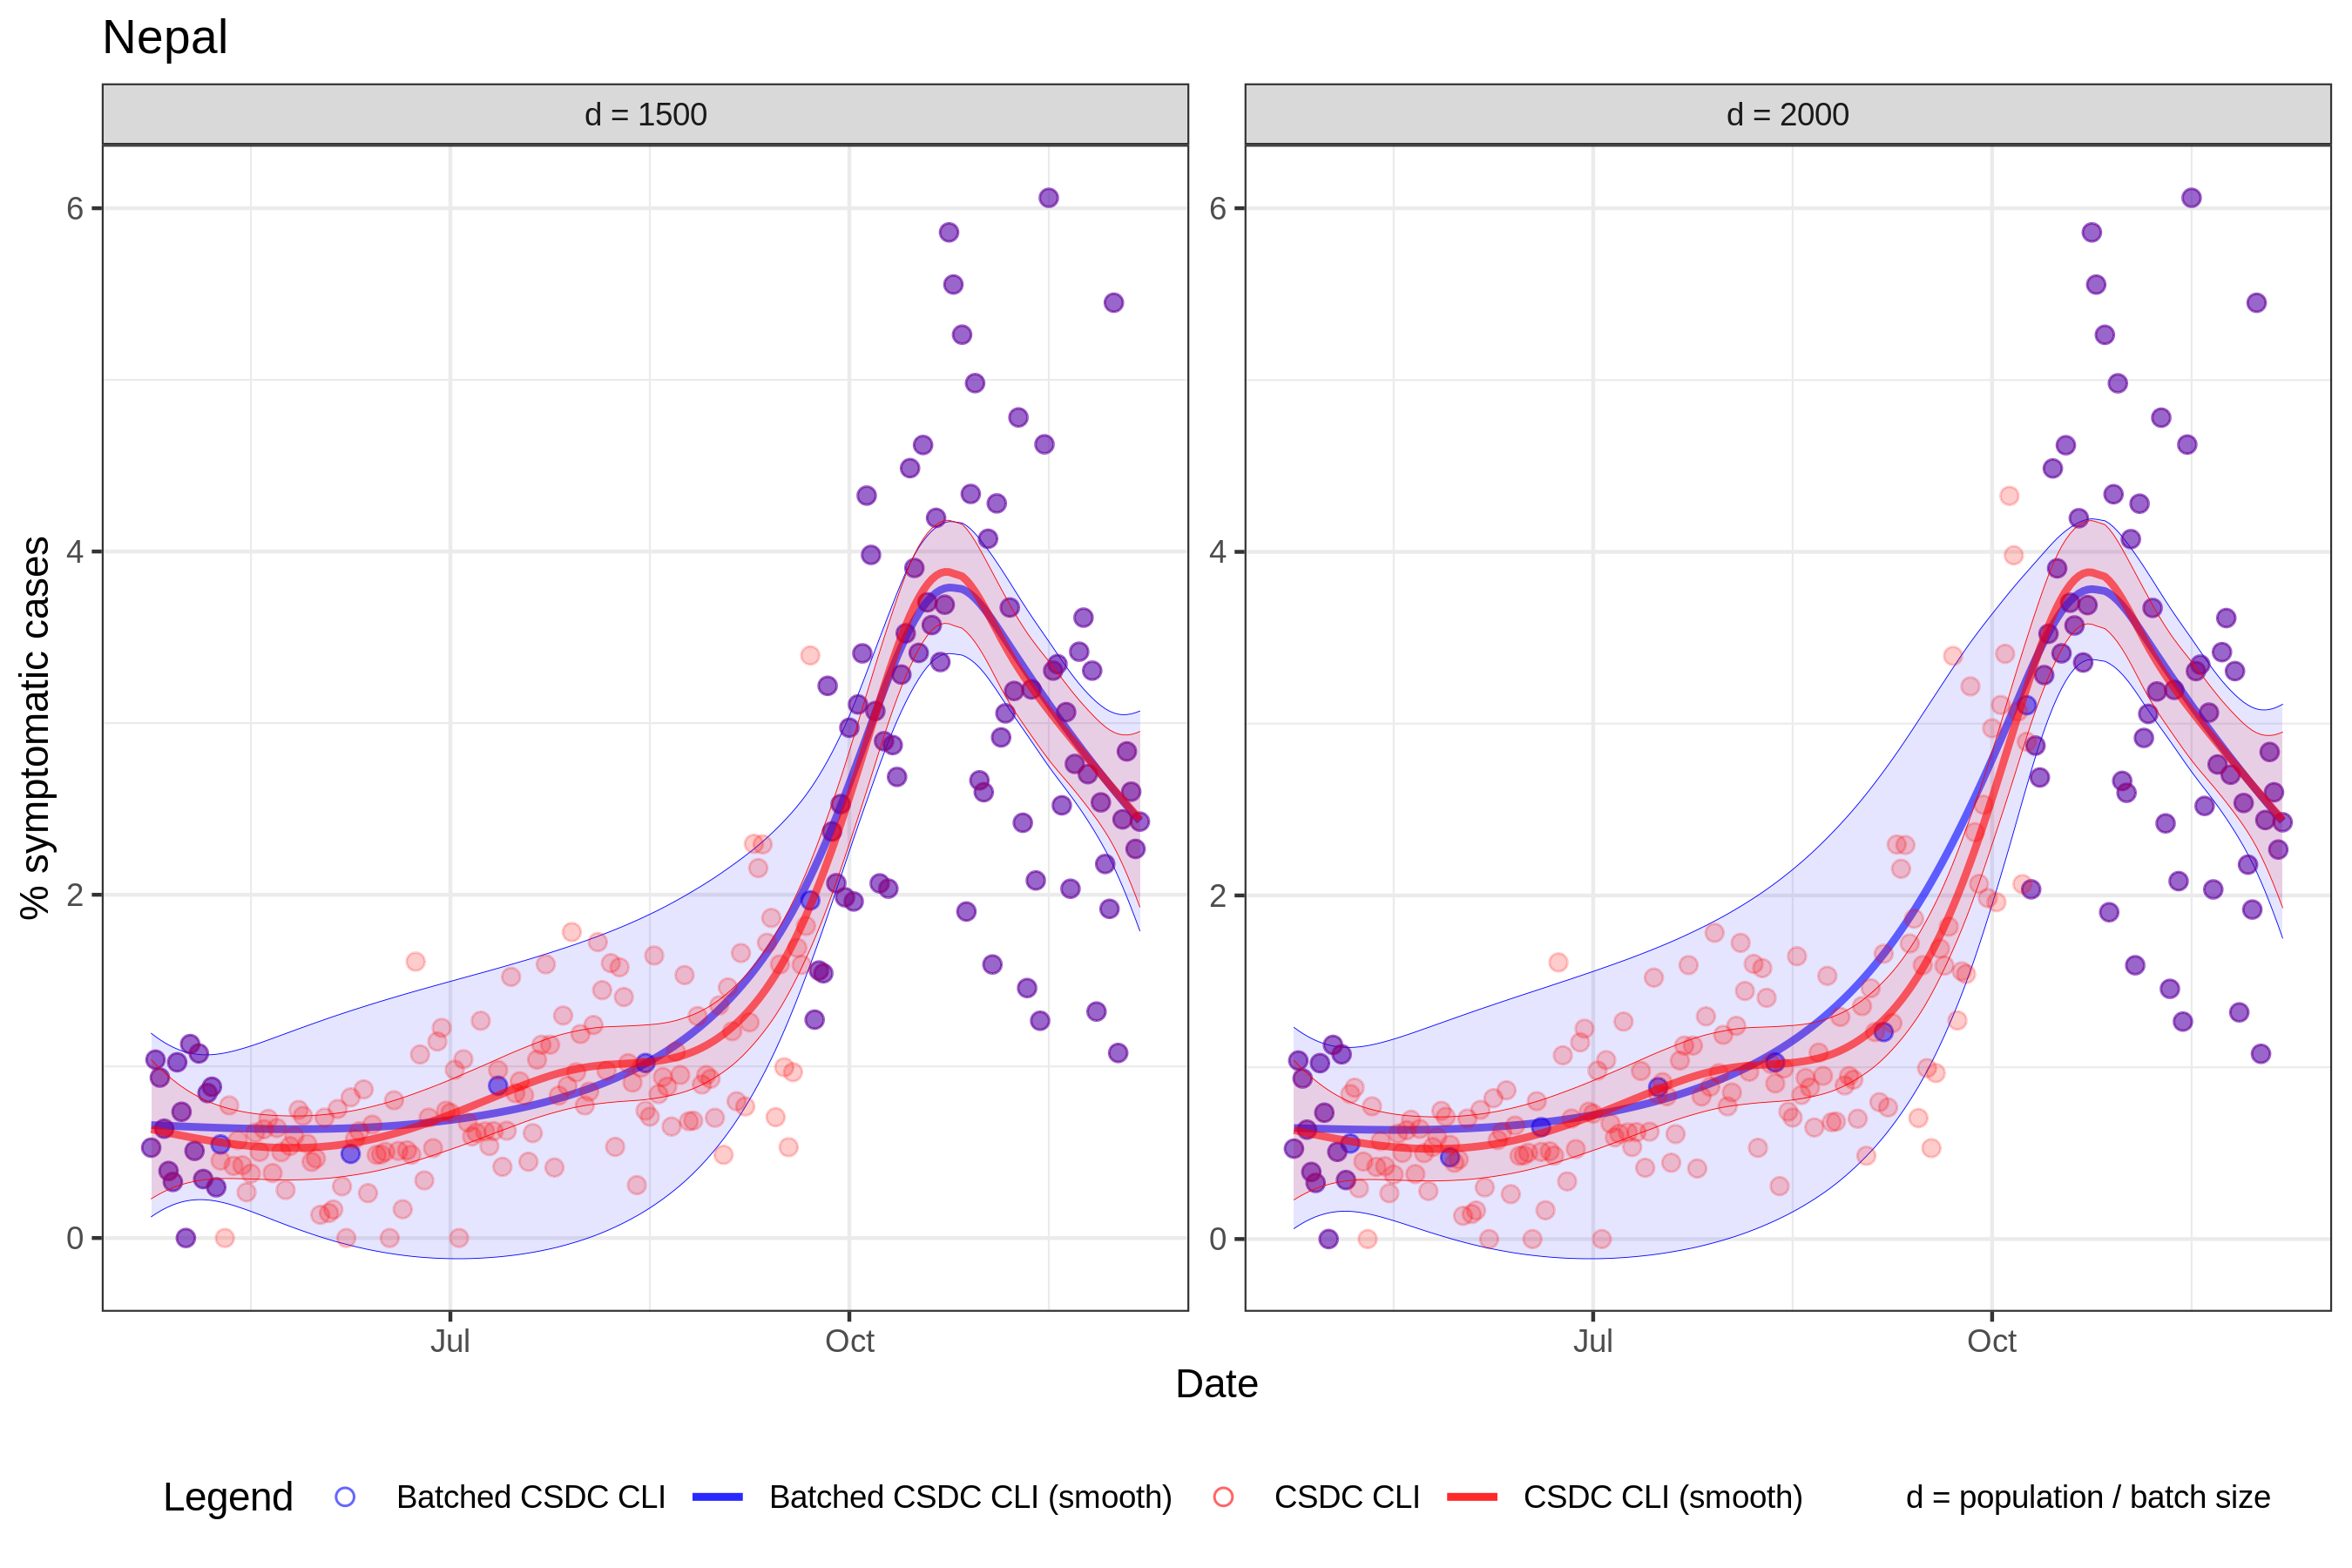 Nepal
d = 1500
d = 2000
% symptomatic cases
6
4
2
0
6
4
2
0
Jul
Oct
Jul
Oct
Date
Legend
Batched CSDC CLI
Batched CSDC CLI (smooth)
CSDC CLI
CSDC CLI (smooth)
d = population / batch size